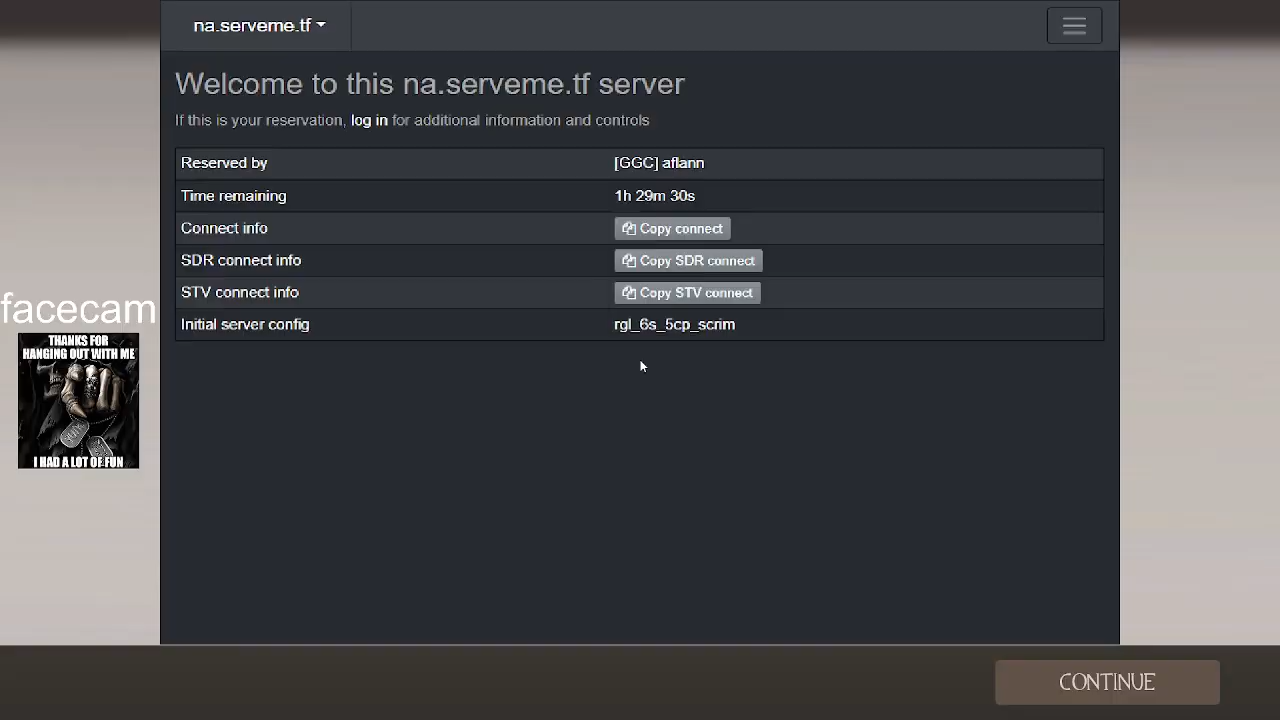 na.serveme.tf
Welcome to this na.serveme.tf server
If this is your reservation, log in for additional information and controls
Reserved by [GGC] aflann
Time remaining 1h 29m 30s
Connect info Copy connect
SDR connect info Copy SDR connect
STV connect info Copy STV connect
Initial server config rgl_6s_5cp_scrim
facecam
THANKS FOR
HANGING OUT WITH ME
I HAD A LOT OF FUN
CONTINUE